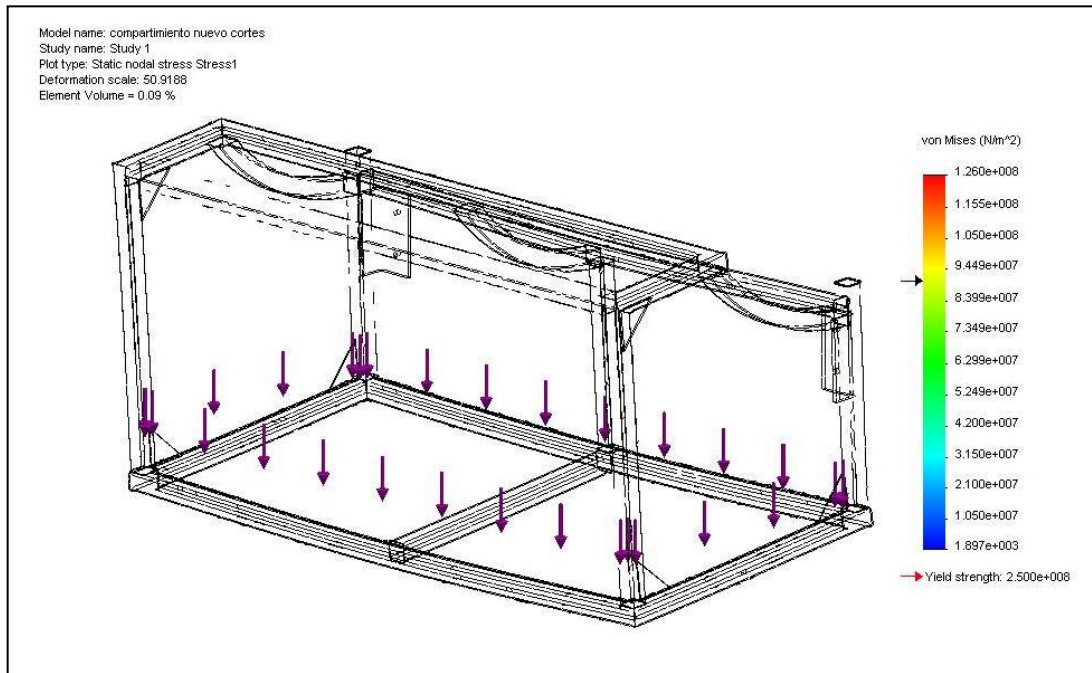 Model name: compartimiento nuevo cortes
Study name: Study 1
Plot type: Static nodal stress Stress1
Deformation scale: 50.9188
Element Volume = 0.09 %
von Mises (N/m^2)
1.260e+008
1.155e+008
1.050e+008
9.449e+007
8.399e+007
7.349e+007
6.299e+007
5.249e+007
4.200e+007
3.150e+007
2.100e+007
1.050e+007
1.897e+003
Yield strength: 2.500e+008